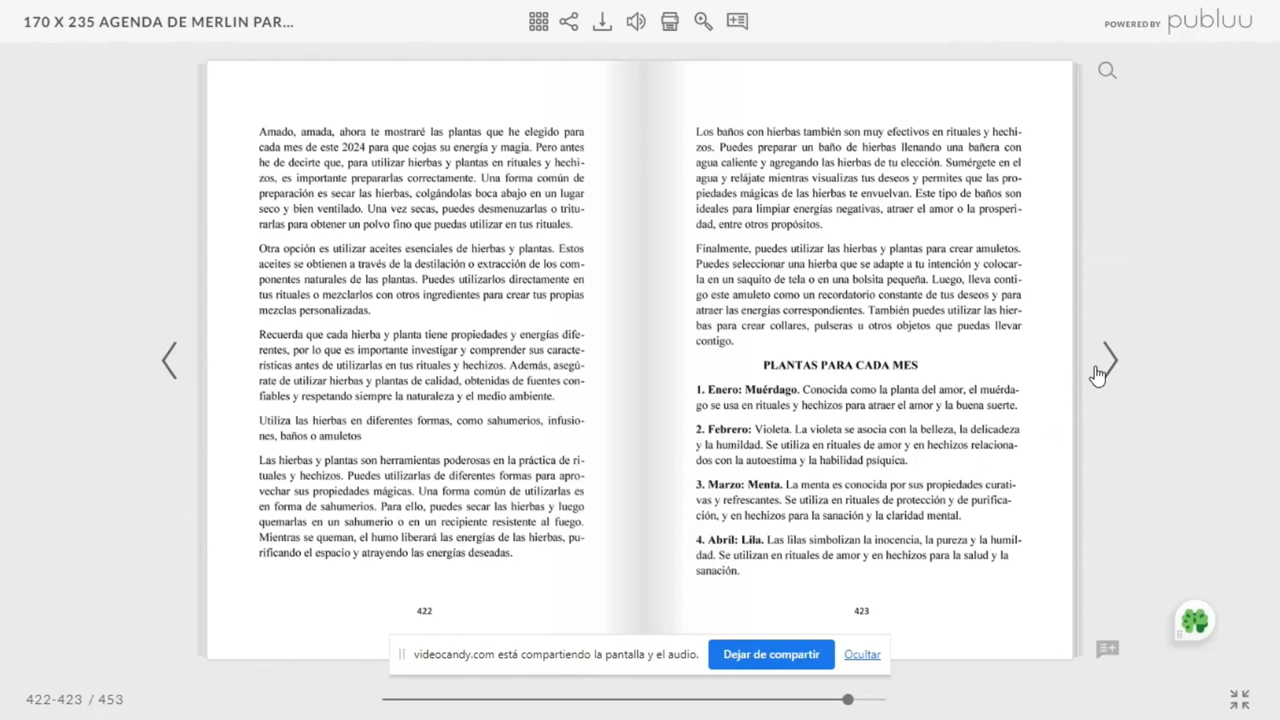 170 X 235 AGENDA DE MERLIN PAR...
POWERED BY publuu
Amado, amada, ahora te mostraré las plantas que he elegido para
cada mes de este 2024 para que cojas su energía y magia. Pero antes
he de decirte que, para utilizar hierbas y plantas en rituales y hechi-
zos, es importante prepararlas correctamente. Una forma común de
preparación es secar las hierbas, colgándolas boca abajo en un lugar
seco y bien ventilado. Una vez secas, puedes desmenuzarlas o tritu-
rarlas para obtener un polvo fino que puedas utilizar en tus rituales.
Otra opción es utilizar aceites esenciales de hierbas y plantas. Estos
aceites se obtienen a través de la destilación o extracción de los com-
ponentes naturales de las plantas. Puedes utilizarlos directamente en
tus rituales o mezclarlos con otros ingredientes para crear tus propias
mezclas personalizadas.
Recuerda que cada hierba y planta tiene propiedades y energías dife-
rentes, por lo que es importante investigar y comprender sus caracte-
rísticas antes de utilizarlas en tus rituales y hechizos. Además, asegú-
rate de utilizar hierbas y plantas de calidad, obtenidas de fuentes con-
fiables y respetando siempre la naturaleza y el medio ambiente.
Utiliza las hierbas en diferentes formas, como sahumerios, infusio-
nes, baños o amuletos
Las hierbas y plantas son herramientas poderosas en la práctica de ri-
tuales y hechizos. Puedes utilizarlas de diferentes formas para apro-
vechar sus propiedades mágicas. Una forma común de utilizarlas es
en forma de sahumerios. Para ello, puedes secar las hierbas y luego
quemarlas en un sahumerio o en un recipiente resistente al fuego.
Mientras se queman, el humo liberará las energías de las hierbas, pu-
rificando el espacio y atrayendo las energías deseadas.
422
Los baños con hierbas también son muy efectivos en rituales y hechi-
zos. Puedes preparar un baño de hierbas llenando una bañera con
agua caliente y agregando las hierbas de tu elección. Sumérgete en el
agua y relájate mientras visualizas tus deseos y permites que las pro-
piedades mágicas de las hierbas te envuelvan. Este tipo de baños son
ideales para limpiar energías negativas, atraer el amor o la prosperi-
dad, entre otros propósitos.
Finalmente, puedes utilizar las hierbas y plantas para crear amuletos.
Puedes seleccionar una hierba que se adapte a tu intención y colocar-
la en un saquito de tela o en una bolsita pequeña. Luego, lleva conti-
go este amuleto como un recordatorio constante de tus deseos y para
atraer las energías correspondientes. También puedes utilizar las hier-
bas para crear collares, pulseras u otros objetos que puedas llevar
contigo.
PLANTAS PARA CADA MES
1. Enero: Muérdago. Conocida como la planta del amor, el muérda-
go se usa en rituales y hechizos para atraer el amor y la buena suerte.
2. Febrero: Violeta. La violeta se asocia con la belleza, la delicadeza
y la humildad. Se utiliza en rituales de amor y en hechizos relaciona-
dos con la autoestima y la habilidad psíquica.
3. Marzo: Menta. La menta es conocida por sus propiedades curati-
vas y refrescantes. Se utiliza en rituales de protección y de purifica-
ción, y en hechizos para la sanación y la claridad mental.
4. Abril: Lila. Las lilas simbolizan la inocencia, la pureza y la humil-
dad. Se utilizan en rituales de amor y en hechizos para la salud y la
sanación.
423
videocandy.com está compartiendo la pantalla y el audio.
Dejar de compartir
Ocultar
422-423 / 453